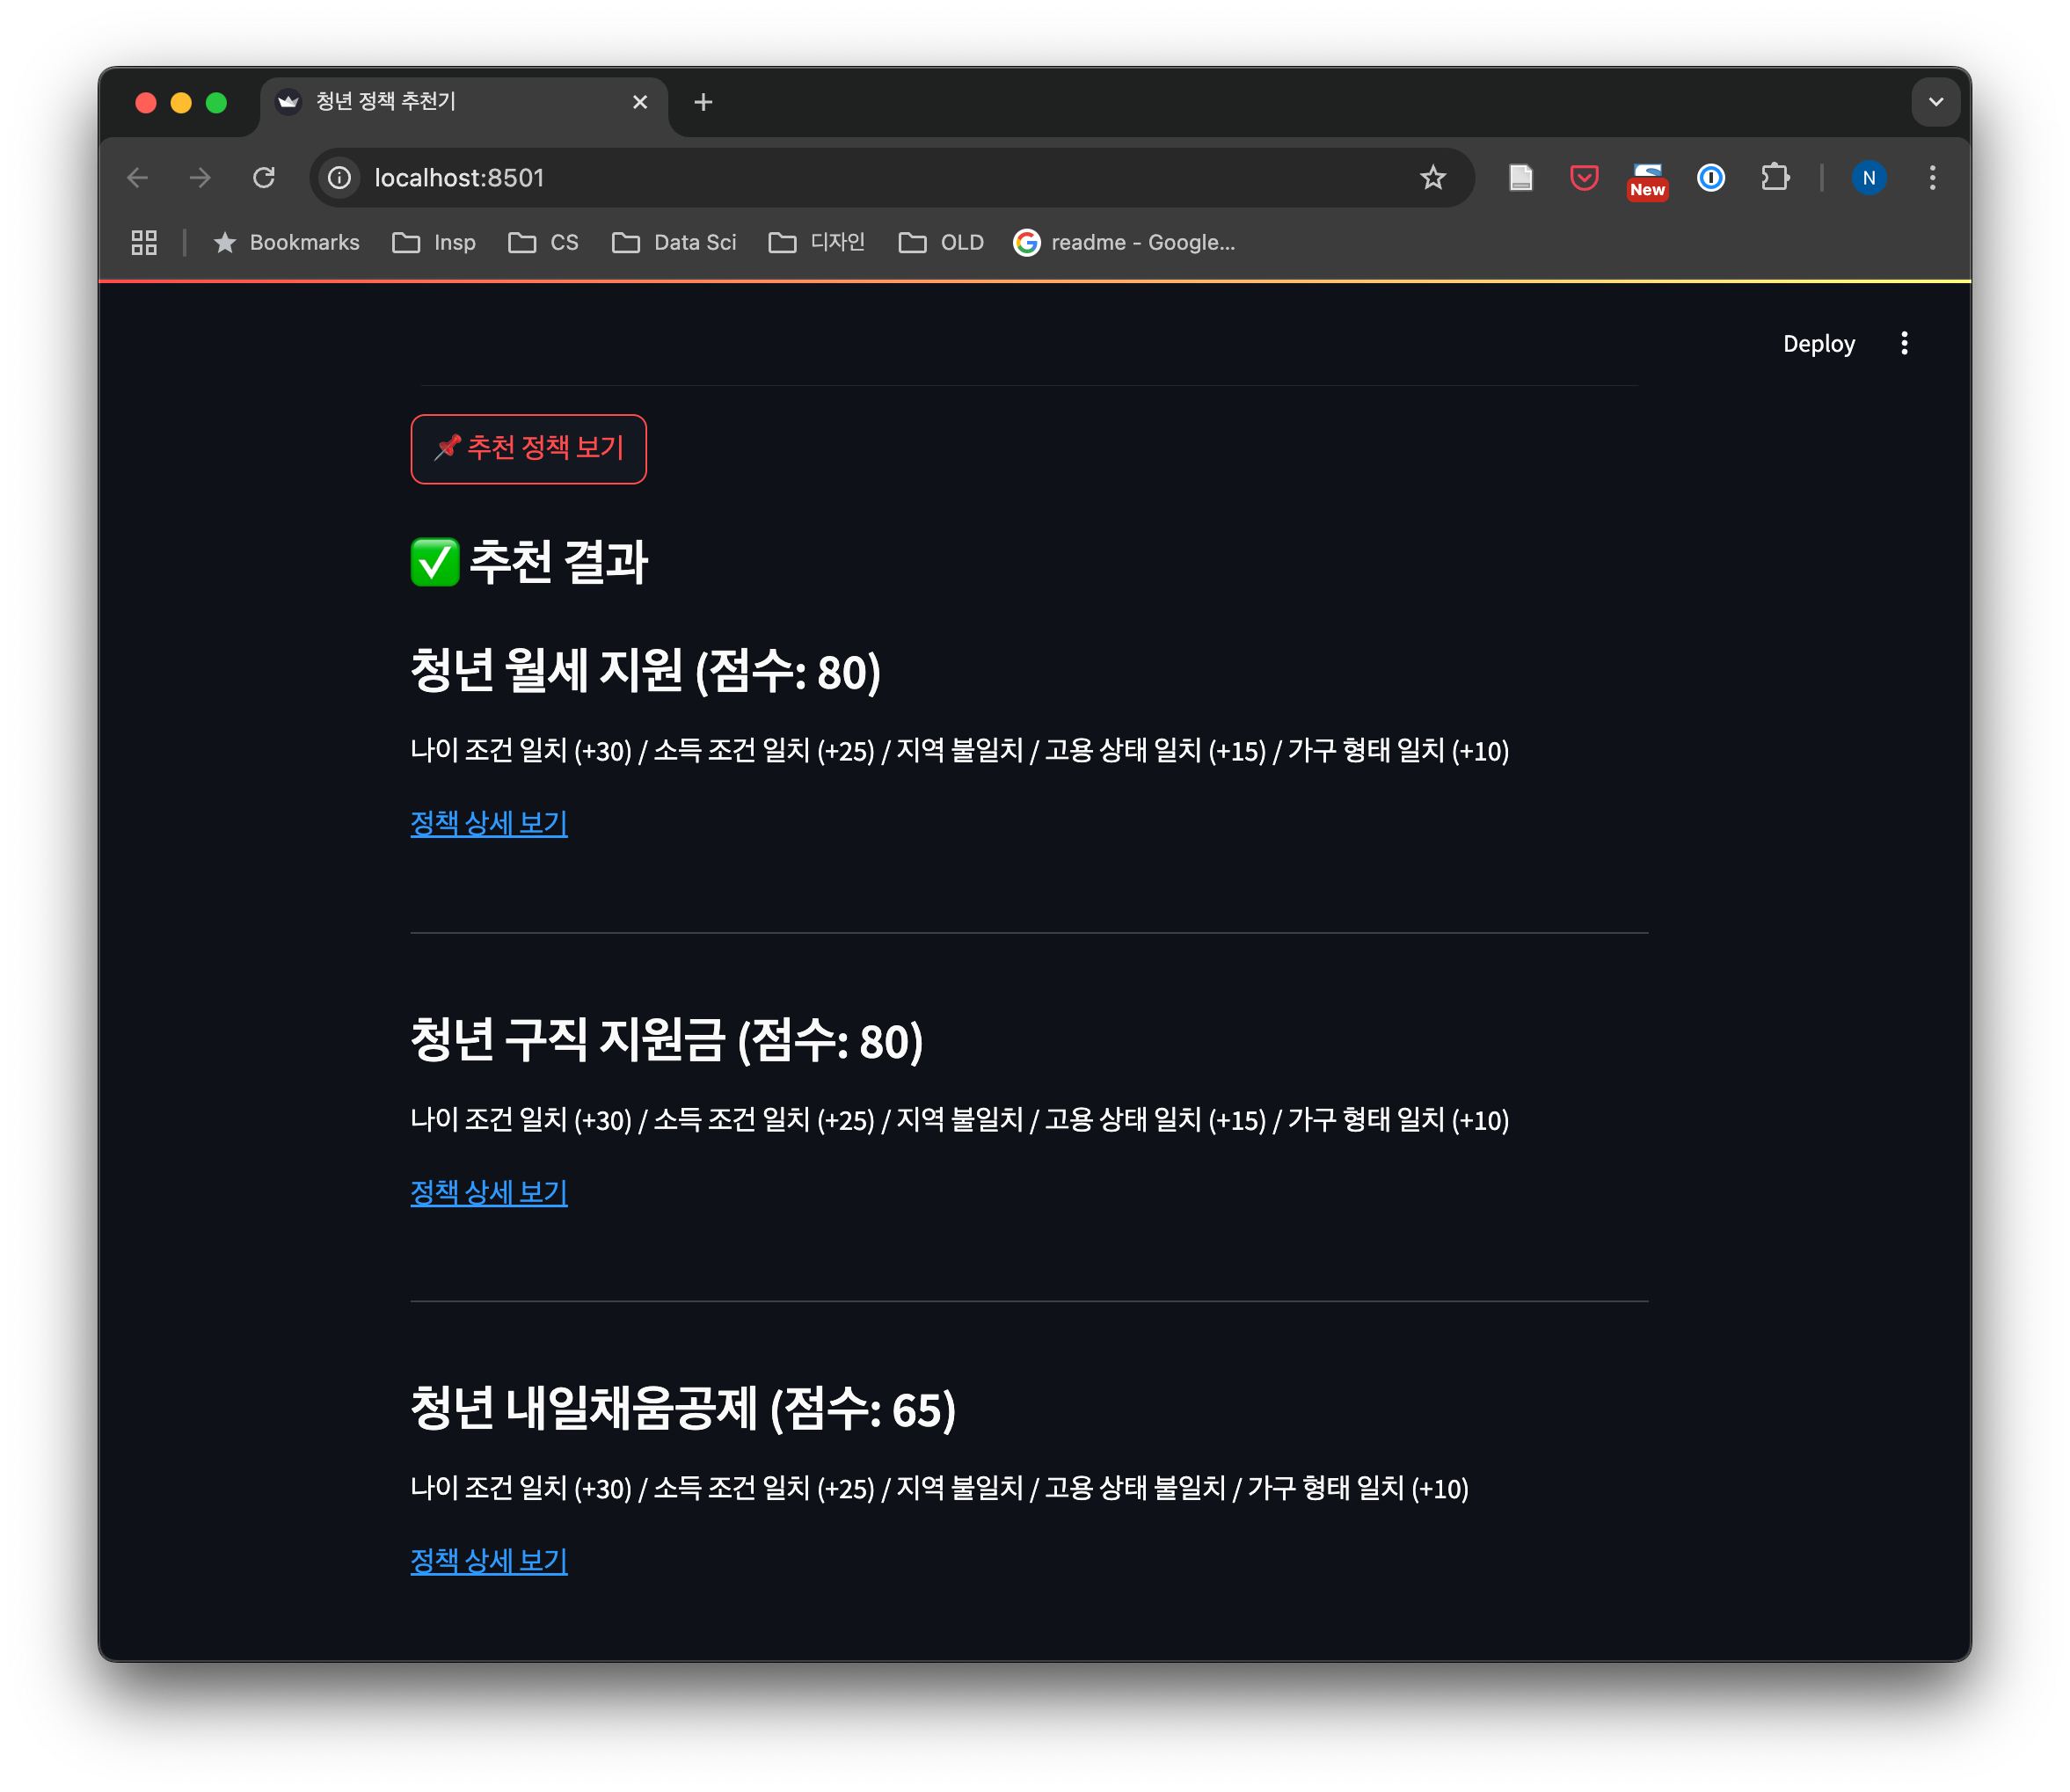 청년 정책 추천기
localhost:8501
New
N
Bookmarks
Insp
CS
Data Sci
디자인
OLD
readme - Google...
Deploy
📌 추천 정책 보기
✅ 추천 결과
청년 월세 지원 (점수: 80)
나이 조건 일치 (+30) / 소득 조건 일치 (+25) / 지역 불일치 / 고용 상태 일치 (+15) / 가구 형태 일치 (+10)
정책 상세 보기
청년 구직 지원금 (점수: 80)
나이 조건 일치 (+30) / 소득 조건 일치 (+25) / 지역 불일치 / 고용 상태 일치 (+15) / 가구 형태 일치 (+10)
정책 상세 보기
청년 내일채움공제 (점수: 65)
나이 조건 일치 (+30) / 소득 조건 일치 (+25) / 지역 불일치 / 고용 상태 불일치 / 가구 형태 일치 (+10)
정책 상세 보기